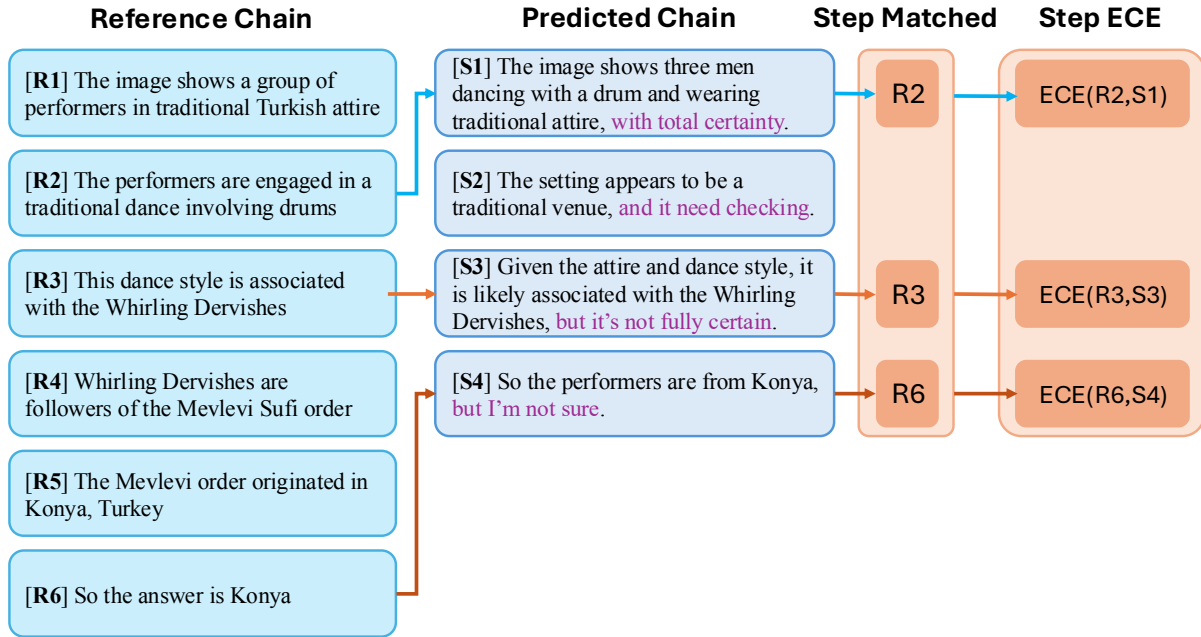 Reference Chain
Predicted Chain
Step Matched
Step ECE
[R1] The image shows a group of
performers in traditional Turkish attire
[R2] The performers are engaged in a
traditional dance involving drums
[R3] This dance style is associated
with the Whirling Dervishes
[R4] Whirling Dervishes are
followers of the Mevlevi Sufi order
[R5] The Mevlevi order originated in
Konya, Turkey
[R6] So the answer is Konya
[S1] The image shows three men
dancing with a drum and wearing
traditional attire, with total certainty.
[S2] The setting appears to be a
traditional venue, and it need checking.
[S3] Given the attire and dance style, it
is likely associated with the Whirling
Dervishes, but it's not fully certain.
[S4] So the performers are from Konya,
but I'm not sure.
R2
R3
R6
ECE(R2,S1)
ECE(R3,S3)
ECE(R6,S4)